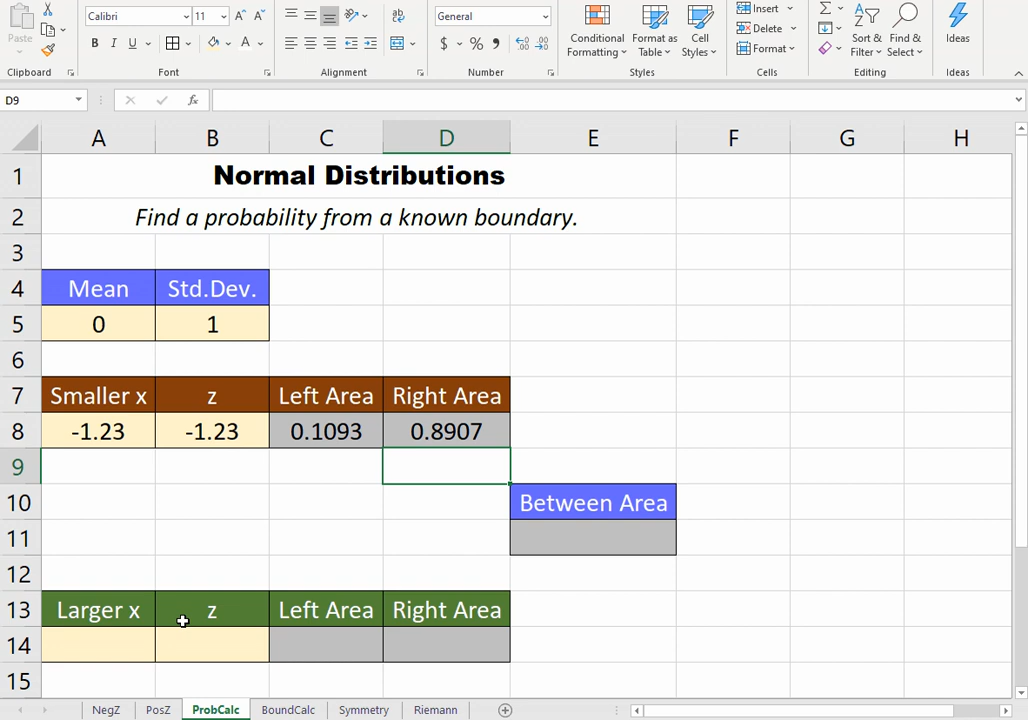 Calibri 11 General
Paste B I U $ % Conditional Formatting Format as Table Cell Styles Insert Delete Format Sort & Filter Find & Select Ideas
Clipboard Font Alignment Number Styles Cells Editing Ideas
D9 fx
A B C D E F G H
1 Normal Distributions
2 Find a probability from a known boundary.
3
4 Mean Std.Dev.
5 0 1
6
7 Smaller x z Left Area Right Area
8 -1.23 -1.23 0.1093 0.8907
9
10 Between Area
11
12
13 Larger x z Left Area Right Area
14
15
NegZ PosZ ProbCalc BoundCalc Symmetry Riemann